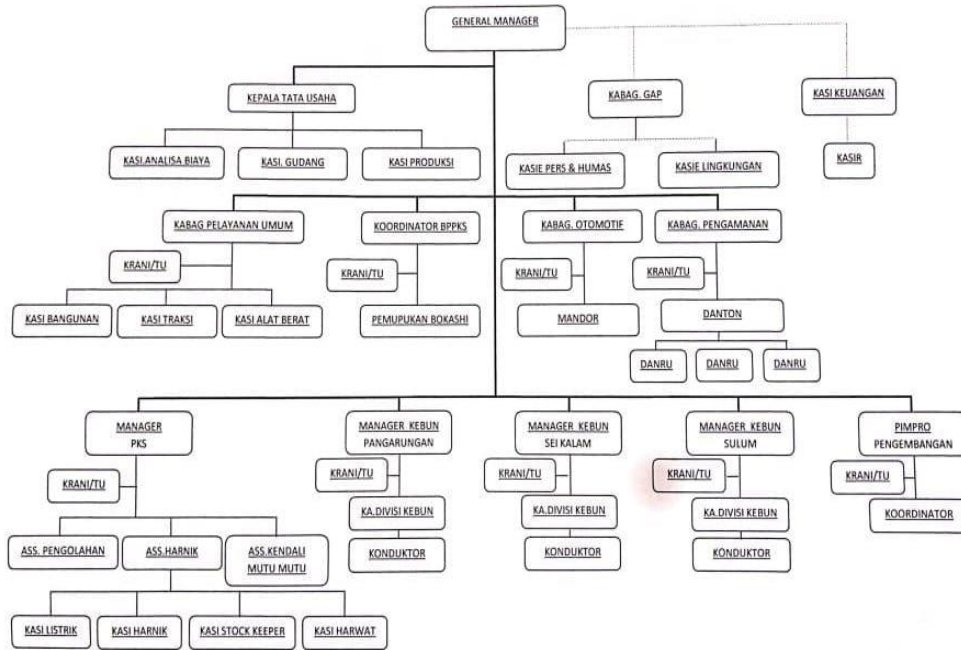 GENERAL MANAGER
KEPALA TATA USAHA
KABAG. GAP
KASI KEUANGAN
KASI.ANALISA BIAYA
KASI. GUDANG
KASI PRODUKSI
KASIE PERS & HUMAS
KASIE LINGKUNGAN
KASIR
KABAG PELAYANAN UMUM
KOORDINATOR BPPKS
KABAG. OTOMOTIF
KABAG. PENGAMANAN
KRANI/TU
KRANI/TU
KRANI/TU
KRANI/TU
KASI BANGUNAN
KASI TRAKSI
KASI ALAT BERAT
PEMUPUKAN BOKASHI
MANDOR
DANTON
DANRU
DANRU
DANRU
MANAGER
PKS
MANAGER KEBUN
PANGARUNGAN
MANAGER KEBUN
SEI KALAM
MANAGER KEBUN
SULUM
PIMPRO
PENGEMBANGAN
KRANI/TU
KRANI/TU
KRANI/TU
KRANI/TU
KRANI/TU
KA.DIVISI KEBUN
KA.DIVISI KEBUN
KA.DIVISI KEBUN
KOORDINATOR
ASS. PENGOLAHAN
ASS.HARNIK
ASS.KENDALI
MUTU MUTU
KONDUKTOR
KONDUKTOR
KONDUKTOR
KASI LISTRIK
KASI HARNIK
KASI STOCK KEEPER
KASI HARWAT